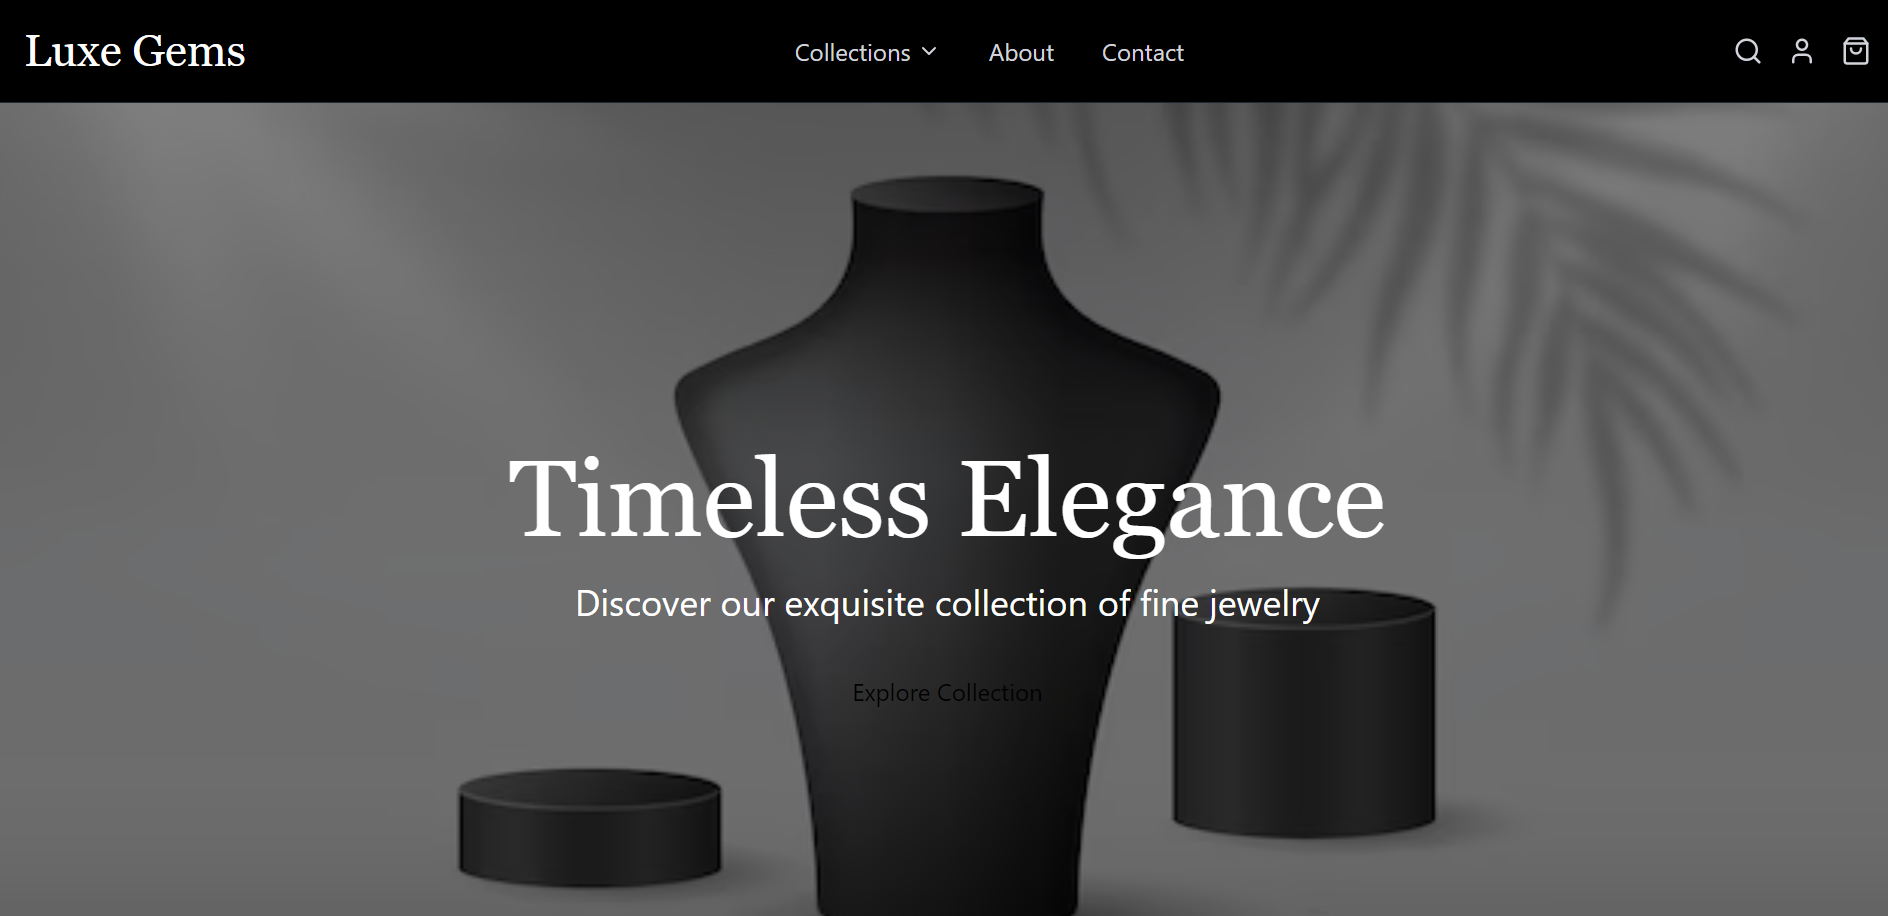 Luxe Gems
Collections
About
Contact
Timeless Elegance
Discover our exquisite collection of fine jewelry
Explore Collection